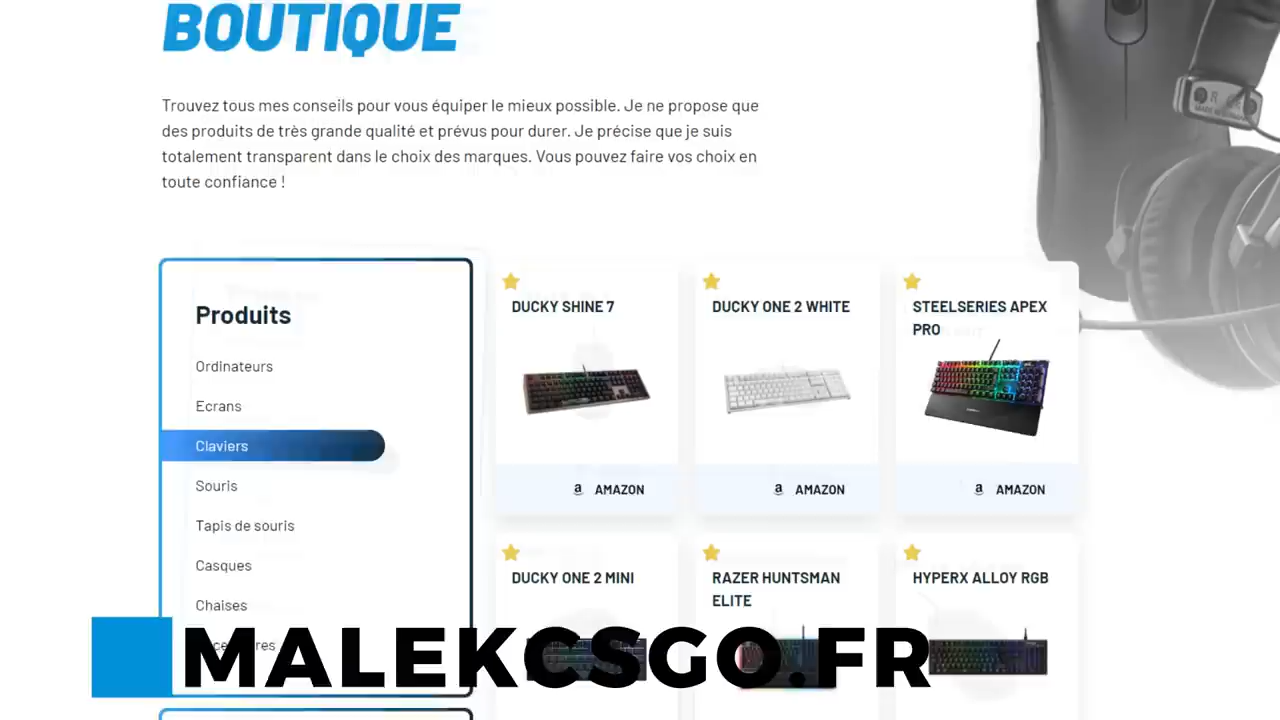 BOUTIQUE
Trouvez tous mes conseils pour vous équiper le mieux possible. Je ne propose que
des produits de très grande qualité et prévus pour durer. Je précise que je suis
totalement transparent dans le choix des marques. Vous pouvez faire vos choix en
toute confiance !
Produits
Ordinateurs
Ecrans
Claviers
Souris
Tapis de souris
Casques
Chaises
DUCKY SHINE 7
AMAZON
DUCKY ONE 2 WHITE
AMAZON
STEELSERIES APEX
PRO
AMAZON
DUCKY ONE 2 MINI
RAZER HUNTSMAN
ELITE
HYPERX ALLOY RGB
MALEKCSGO.FR